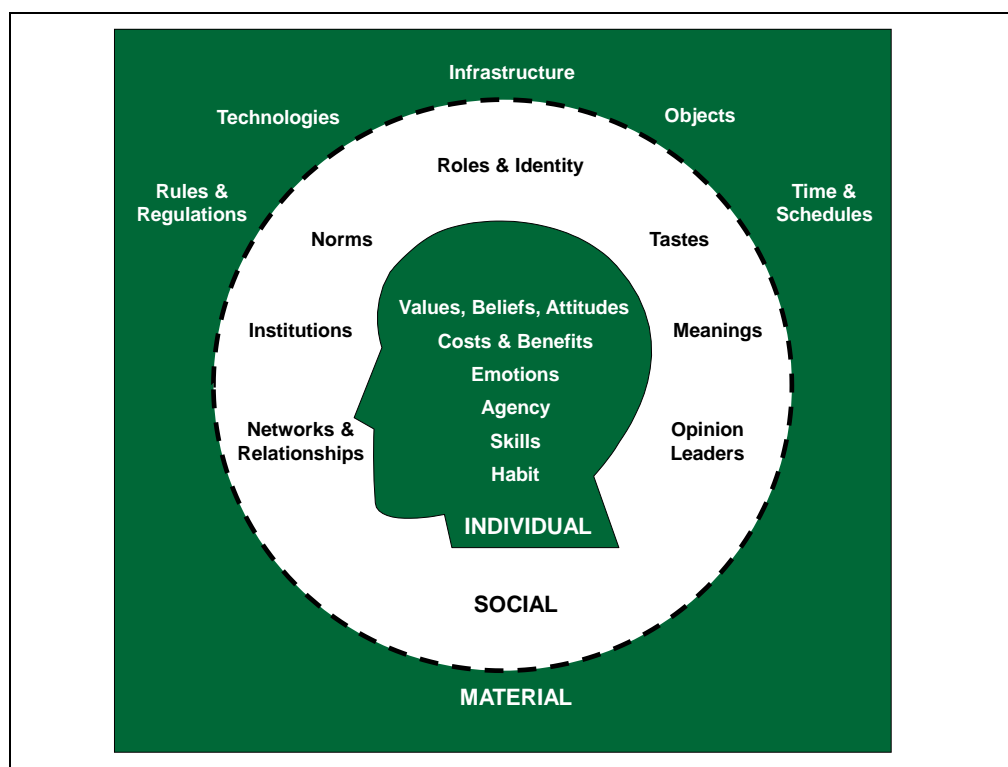 Infrastructure
Technologies
Objects
Rules &
Regulations
Time &
Schedules
Roles & Identity
Norms
Tastes
Institutions
Meanings
Networks &
Relationships
Opinion
Leaders
Values, Beliefs, Attitudes
Costs & Benefits
Emotions
Agency
Skills
Habit
INDIVIDUAL
SOCIAL
MATERIAL